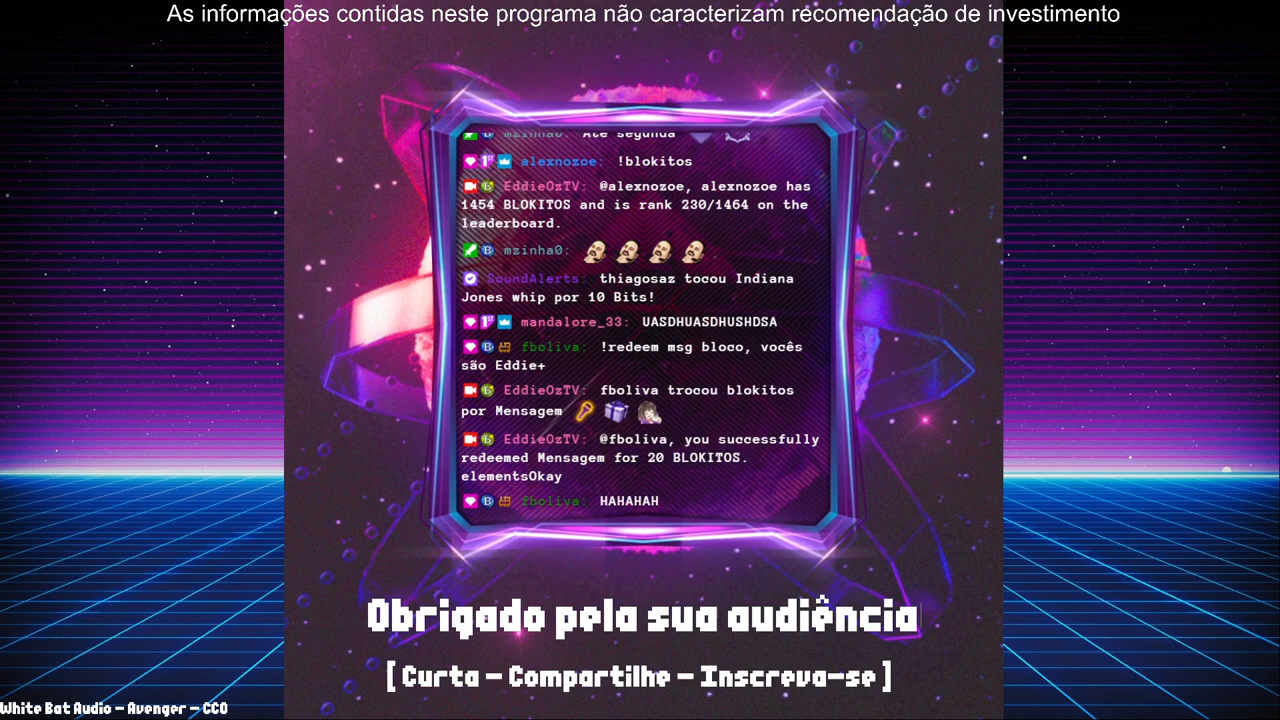 As informações contidas neste programa não caracterizam recomendação de investimento
mzinha0: Até segunda
alexnozoe: !blokitos
EddieOzTV: @alexnozoe, alexnozoe has
1454 BLOKITOS and is rank 230/1464 on the
leaderboard.
mzinha0:
SoundAlerts: thiagosaz tocou Indiana
Jones whip por 10 Bits!
mandalore_33: UASDHUASDHUSHDSA
fboliva: !redeem msg bloco, vocês
são Eddie+
EddieOzTV: fboliva trocou blokitos
por Mensagem
EddieOzTV: @fboliva, you successfully
redeemed Mensagem for 20 BLOKITOS.
elementsOkay
fboliva: HAHAHAH
Obrigado pela sua audiência
[ Curta - Compartilhe - Inscreva-se ]
White Bat Audio - Avenger - CC0